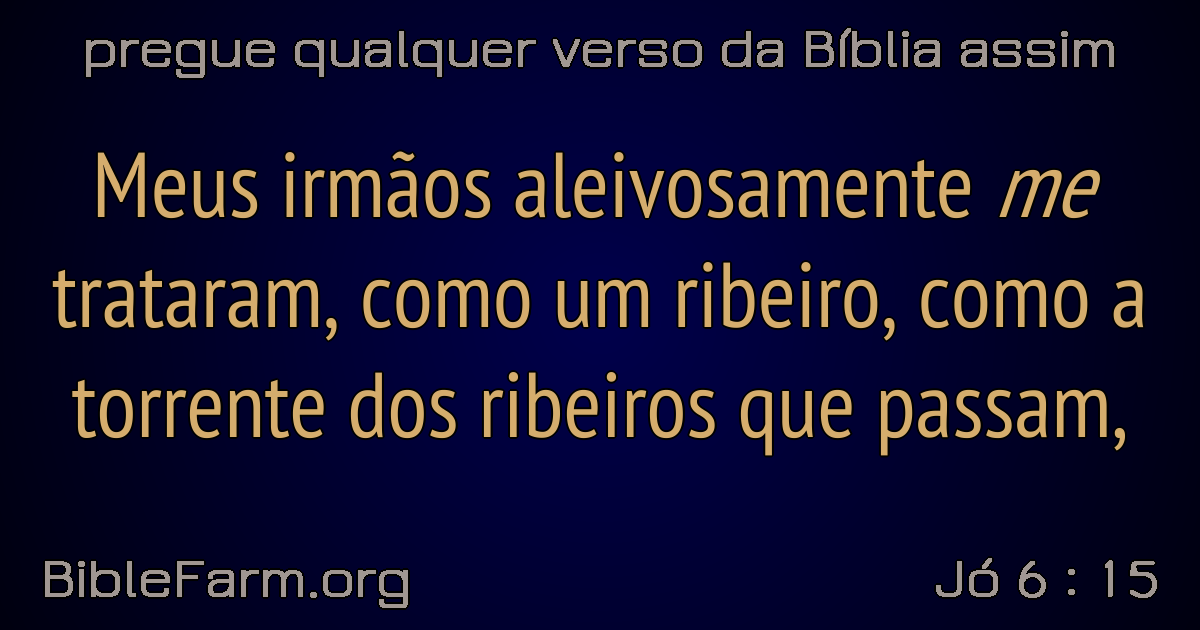 pregue qualquer verso da Bíblia assim
Meus irmãos aleivosamente me
trataram, como um ribeiro, como a
torrente dos ribeiros que passam,
BibleFarm.org
Jó 6 : 15